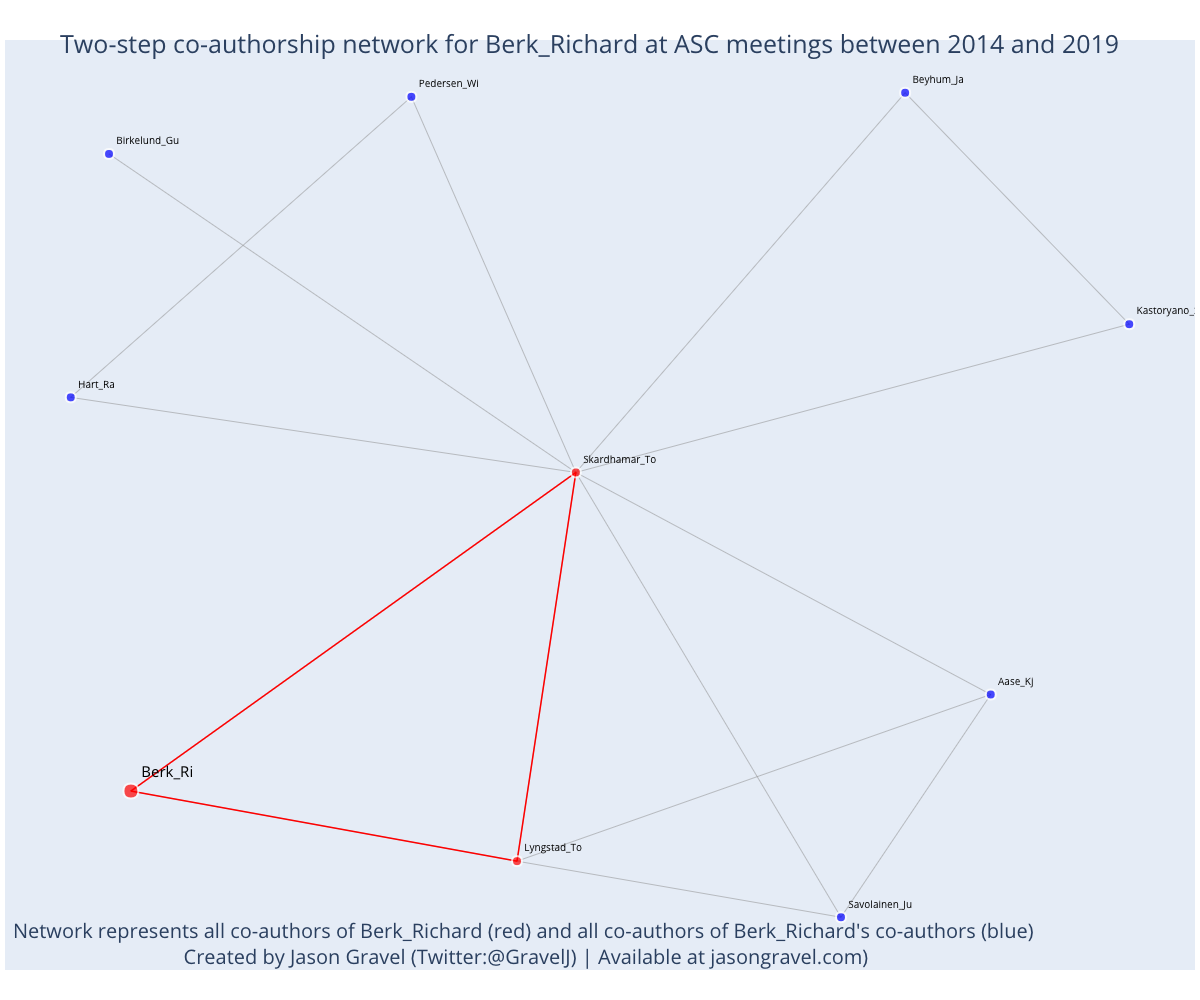 Two-step co-authorship network for Berk_Richard at ASC meetings between 2014 and 2019
Pedersen_Wi
Beyhum_Ja
Birkelund_Gu
Kastoryano_
Hart_Ra
Skardhamar_To
Aase_Kj
Berk_Ri
Lyngstad_To
Savolainen_Ju
Network represents all co-authors of Berk_Richard (red) and all co-authors of Berk_Richard's co-authors (blue)
Created by Jason Gravel (Twitter:@GravelJ) | Available at jasongravel.com)